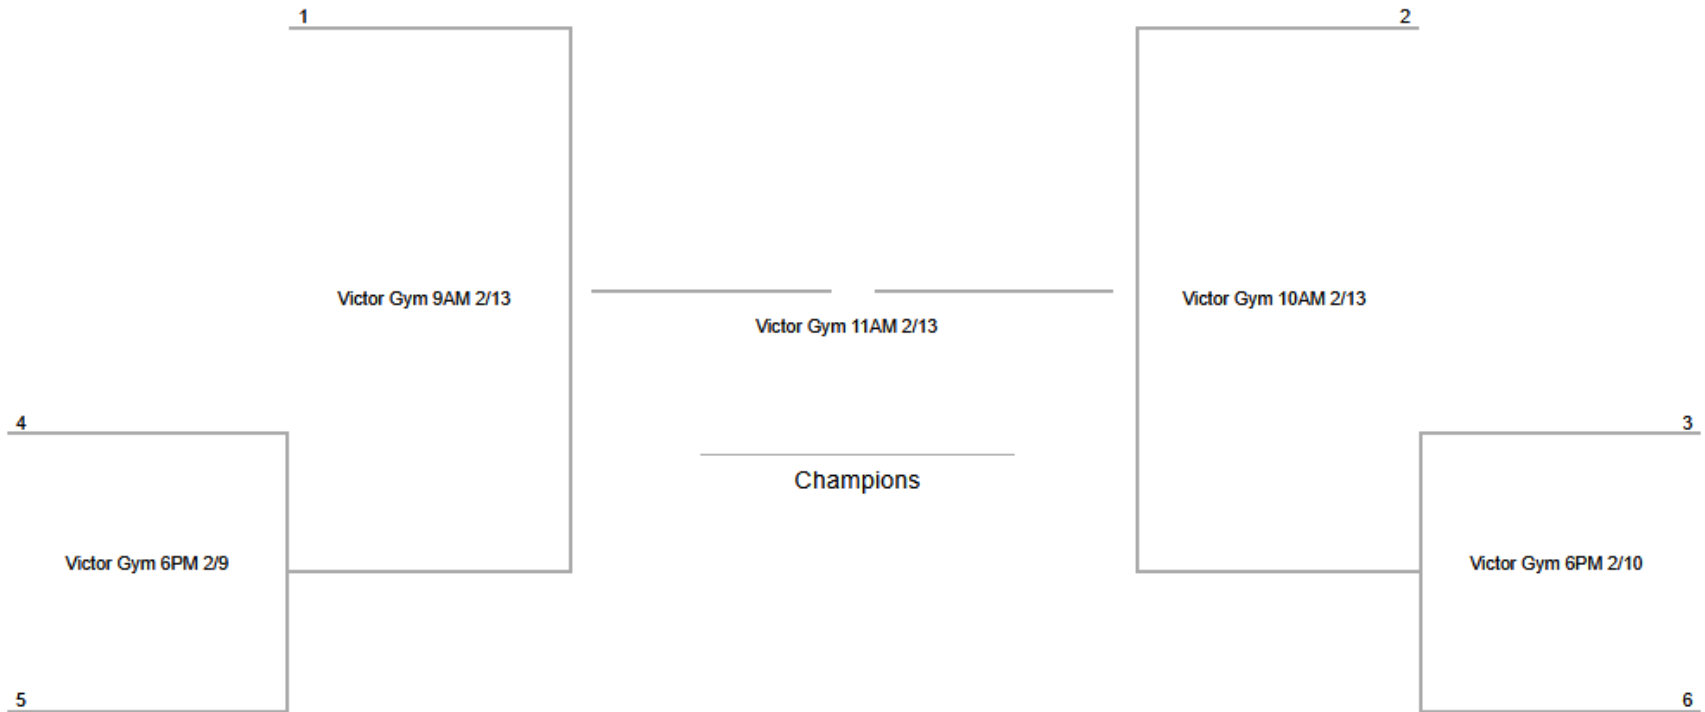 1
2
Victor Gym 9AM 2/13
Victor Gym 10AM 2/13
Victor Gym 11AM 2/13
4
3
Champions
Victor Gym 6PM 2/9
Victor Gym 6PM 2/10
5
6